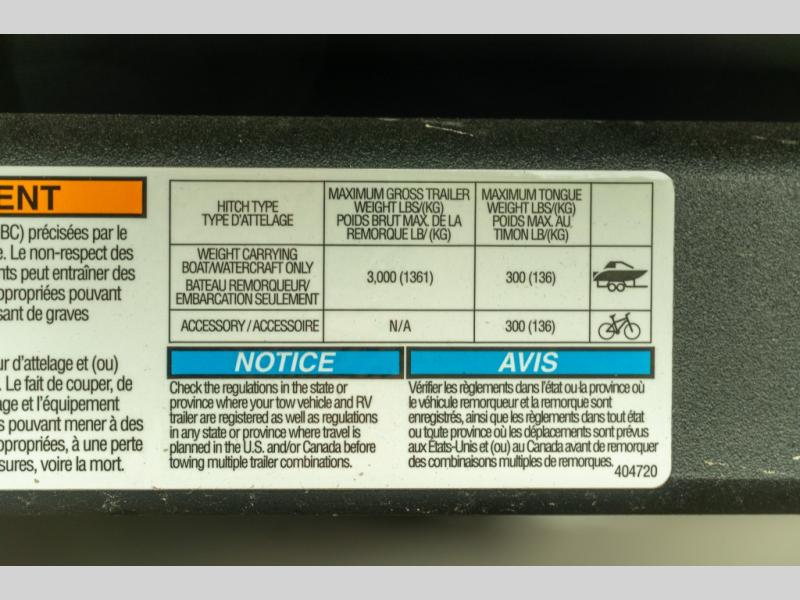 ENT
BC) précisées par le
e. Le non-respect des
nts peut entraîner des
ppropriées pouvant
sant de graves
ur d'attelage et (ou)
. Le fait de couper, de
age et l'équipement
s pouvant mener à des
ppropriées, à une perte
sures, voire la mort.
HITCH TYPE
TYPE D'ATTELAGE
MAXIMUM GROSS TRAILER
WEIGHT LBS/(KG)
POIDS BRUT MAX. DE LA
REMORQUE LB/ (KG)
MAXIMUM TONGUE
WEIGHT LBS/(KG)
POIDS MAX. AU
TIMON LB/(KG)
WEIGHT CARRYING
BOAT/WATERCRAFT ONLY
BATEAU REMORQUEUR/
EMBARCATION SEULEMENT
3,000 (1361)
300 (136)
ACCESSORY / ACCESSOIRE
N/A
300 (136)
NOTICE
Check the regulations in the state or
province where your tow vehicle and RV
trailer are registered as well as regulations
in any state or province where travel is
planned in the U.S. and/or Canada before
towing multiple trailer combinations.
AVIS
Vérifier les règlements dans l'état ou la province où
le véhicule remorqueur et la remorque sont
enregistrés, ainsi que les règlements dans tout état
ou toute province où les déplacements sont prévus
aux États-Unis et (ou) au Canada avant de remorquer
des combinaisons multiples de remorques.
404720